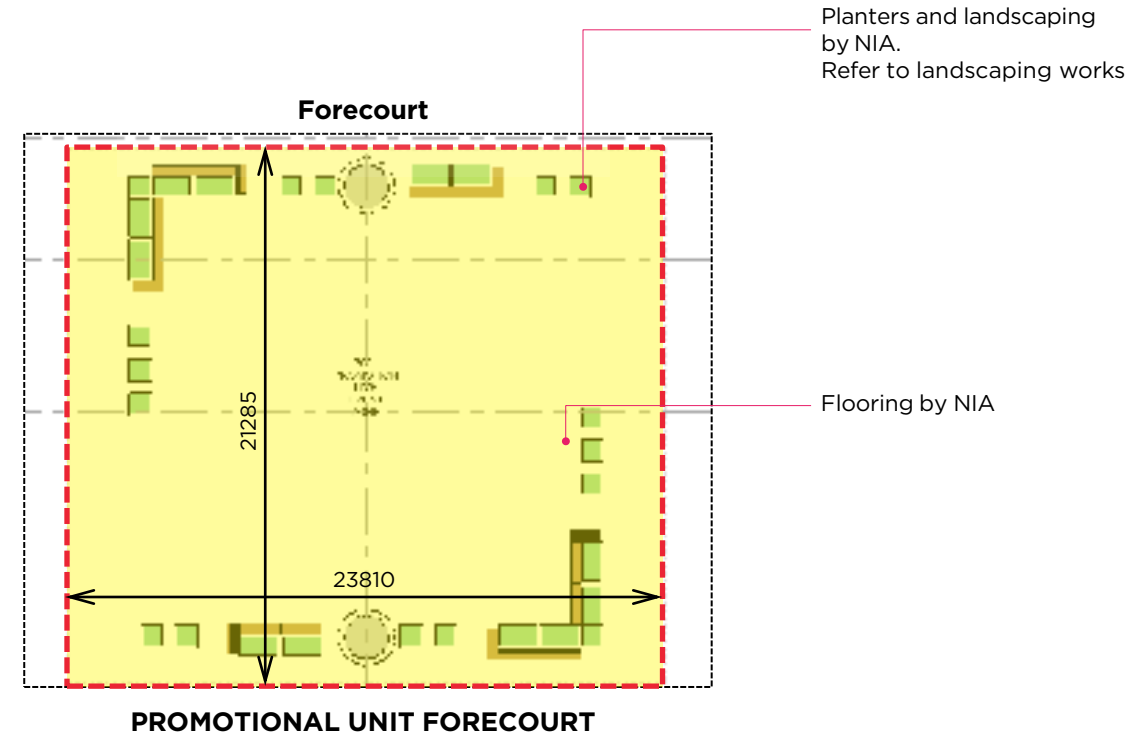 Planters and landscaping
by NIA.
Refer to landscaping works
Forecourt
21285
Flooring by NIA
23810
PROMOTIONAL UNIT FORECOURT